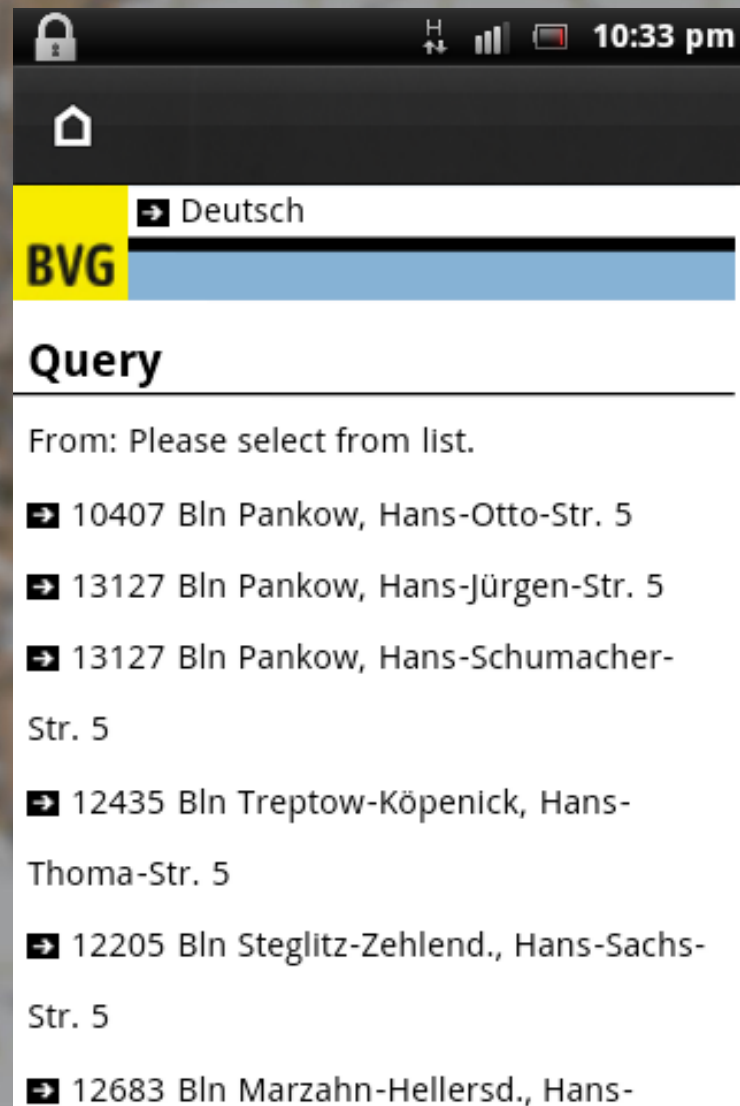 H 10:33 pm
Deutsch
BVG
Query
From: Please select from list.
10407 Bln Pankow, Hans-Otto-Str. 5
13127 Bln Pankow, Hans-Jürgen-Str. 5
13127 Bln Pankow, Hans-Schumacher-
Str. 5
12435 Bln Treptow-Köpenick, Hans-
Thoma-Str. 5
12205 Bln Steglitz-Zehlend., Hans-Sachs-
Str. 5
12683 Bln Marzahn-Hellersd., Hans-